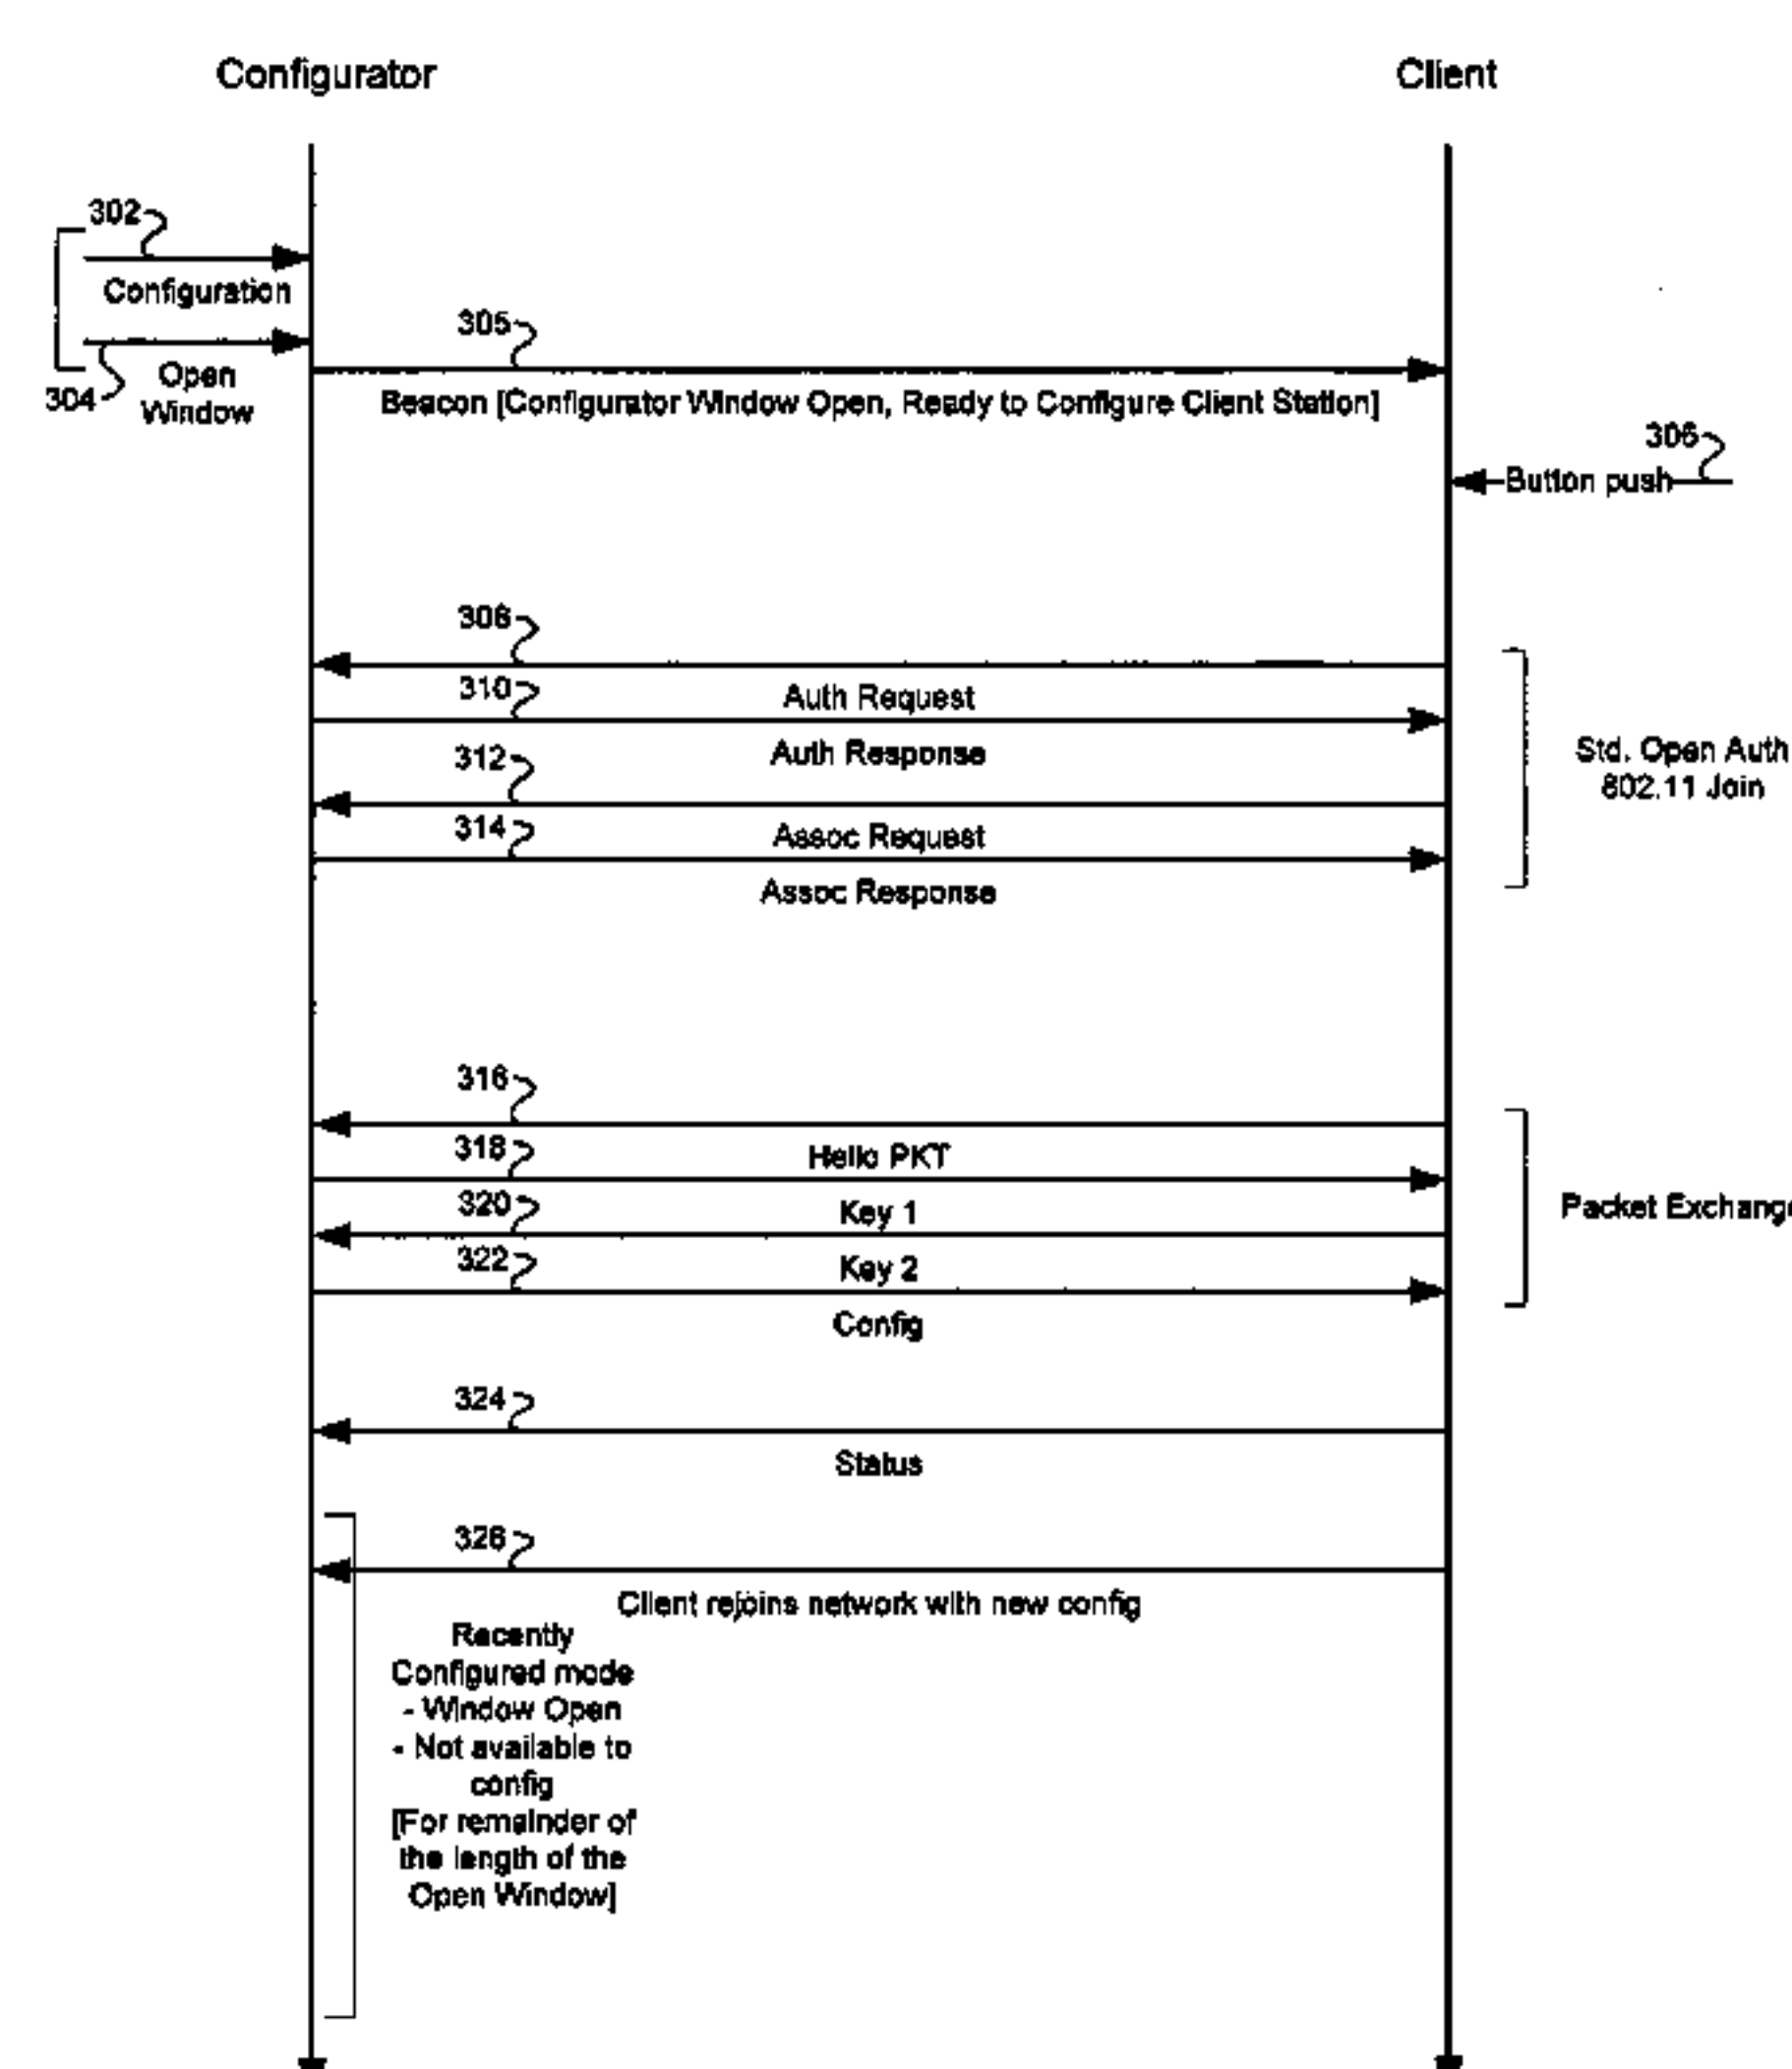 Configurator
Client
302
Configuration
305
304
Open
Window
Beacon [Configurator Window Open, Ready to Configure Client Station]
306
Button push
308
310
Auth Request
312
Auth Response
Std. Open Auth
802.11 Join
314
Assoc Request
Assoc Response
316
318
Hello PKT
320
Key 1
Packet Exchange
322
Key 2
Config
324
Status
326
Client rejoins network with new config
Recently
Configured mode
- Window Open
- Not available to
config
[For remainder of
the length of the
Open Window]